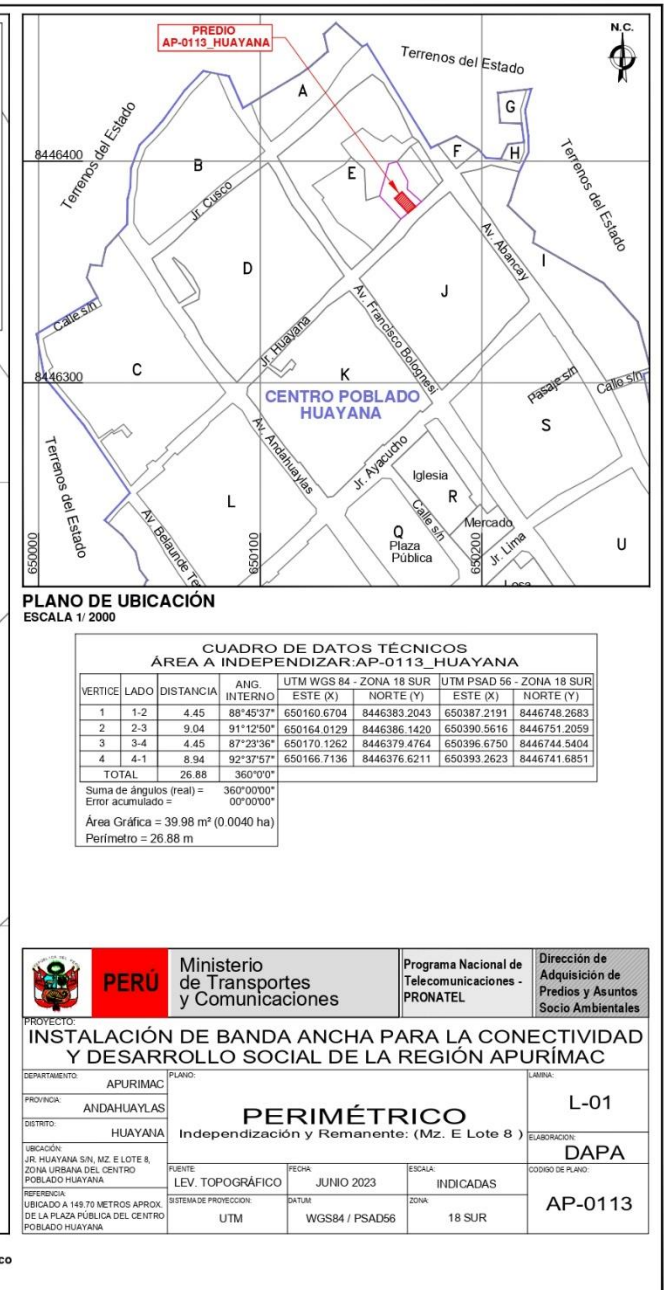 PREDIO
AP-0113_HUAYANA
N.C.
Terrenos del Estado
Terrenos del Estado
Terrenos del Estado
Terrenos del Estado
A
B
C
D
E
F
G
H
I
J
K
L
Q
R
S
U
8446400
8446300
650000
650100
650200
Jr. Cusco
Jr. Huayana
Av. Abancay
Av. Francisco Bolognesi
Av. Andahuaylas
Jr. Ayacucho
Calle s/n
Calle s/n
Calle s/n
Pasaje s/n
Jr. Lima
Av. Belaunde Te
CENTRO POBLADO
HUAYANA
Iglesia
Mercado
Plaza
Pública
Losa
PLANO DE UBICACIÓN
ESCALA 1/ 2000
CUADRO DE DATOS TÉCNICOS
ÁREA A INDEPENDIZAR:AP-0113_HUAYANA
VERTICE LADO DISTANCIA ANG. INTERNO UTM WGS 84 - ZONA 18 SUR UTM PSAD 56 - ZONA 18 SUR
ESTE (X) NORTE (Y) ESTE (X) NORTE (Y)
1 1-2 4.45 88°45'37" 650160.6704 8446383.2043 650387.2191 8446748.2683
2 2-3 9.04 91°12'50" 650164.0129 8446386.1420 650390.5616 8446751.2059
3 3-4 4.45 87°23'36" 650170.1262 8446379.4764 650396.6750 8446744.5404
4 4-1 8.94 92°37'57" 650166.7136 8446376.6211 650393.2623 8446741.6851
TOTAL 26.88 360°0'0"
Suma de ángulos (real) = 360°00'00"
Error acumulado = 00°00'00"
Área Gráfica = 39.98 m² (0.0040 ha)
Perímetro = 26.88 m
PERÚ
Ministerio
de Transportes
y Comunicaciones
Programa Nacional de
Telecomunicaciones -
PRONATEL
Dirección de
Adquisición de
Predios y Asuntos
Socio Ambientales
PROYECTO:
INSTALACIÓN DE BANDA ANCHA PARA LA CONECTIVIDAD
Y DESARROLLO SOCIAL DE LA REGIÓN APURÍMAC
DEPARTAMENTO:
APURIMAC
PROVINCIA:
ANDAHUAYLAS
DISTRITO:
HUAYANA
UBICACIÓN:
JR. HUAYANA S/N, MZ. E LOTE 8,
ZONA URBANA DEL CENTRO
POBLADO HUAYANA
REFERENCIA:
UBICADO A 149.70 METROS APROX.
DE LA PLAZA PÚBLICA DEL CENTRO
POBLADO HUAYANA
PLANO:
PERIMÉTRICO
Independización y Remanente: (Mz. E Lote 8 )
FUENTE:
LEV. TOPOGRÁFICO
FECHA:
JUNIO 2023
ESCALA:
INDICADAS
SISTEMA DE PROYECCION:
UTM
DATUM:
WGS84 / PSAD56
ZONA:
18 SUR
LAMINA:
L-01
ELABORACION:
DAPA
CODIGO DE PLANO:
AP-0113
co